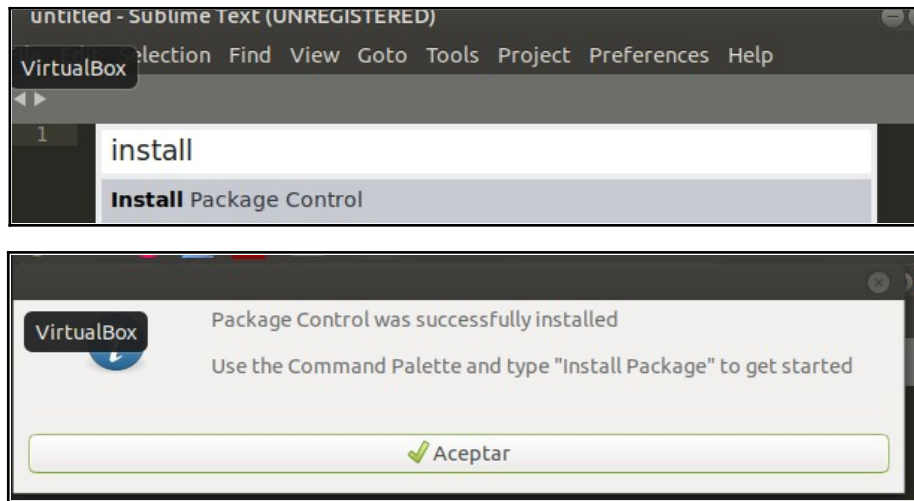 untitled - Sublime Text (UNREGISTERED)
Selection Find View Goto Tools Project Preferences Help
VirtualBox
1
install
Install Package Control
Package Control was successfully installed
VirtualBox
Use the Command Palette and type "Install Package" to get started
Aceptar